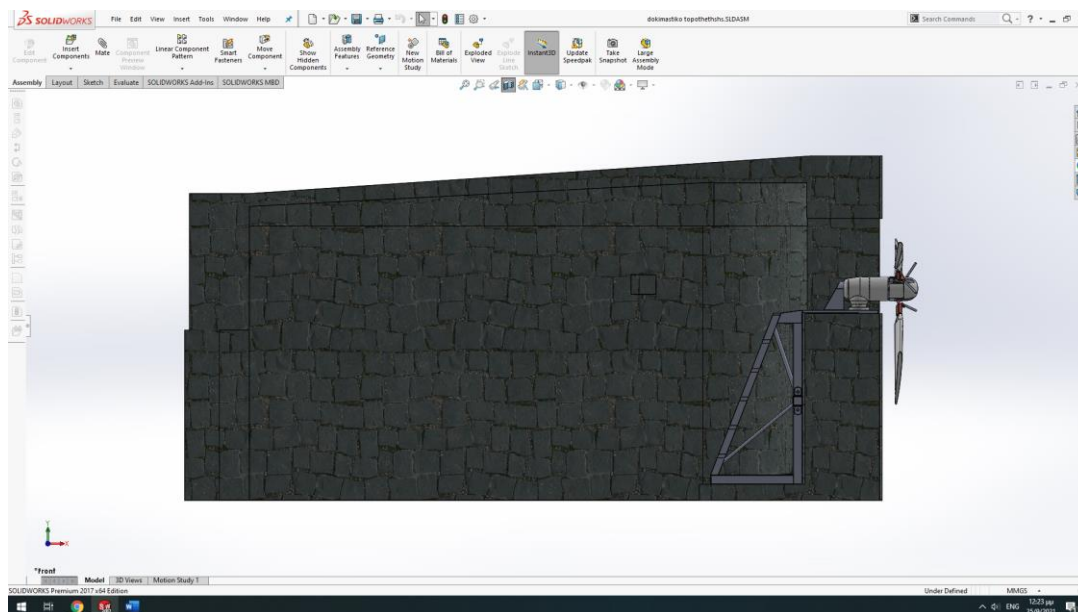 SOLIDWORKS File Edit View Insert Tools Window Help dokimastiko topothethshs.SLDASM Search Commands
Edit Component
Insert Components
Mate
Component Preview Window
Linear Component Pattern
Smart Fasteners
Move Component
Show Hidden Components
Assembly Features
Reference Geometry
New Motion Study
Bill of Materials
Exploded View
Explode Line Sketch
Instant3D
Update Speedpak
Take Snapshot
Large Assembly Mode
Assembly Layout Sketch Evaluate SOLIDWORKS Add-Ins SOLIDWORKS MBD
Y
X
*Front
Model 3D Views Motion Study 1
SOLIDWORKS Premium 2017 x64 Edition Under Defined MMGS
ENG 12:23 μμ